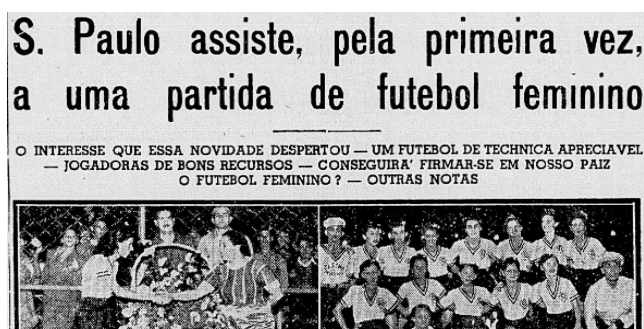 S. Paulo assiste, pela primeira vez,
a uma partida de futebol feminino
O INTERESSE QUE ESSA NOVIDADE DESPERTOU — UM FUTEBOL DE TECHNICA APRECIAVEL
— JOGADORAS DE BONS RECURSOS — CONSEGUIRA' FIRMAR-SE EM NOSSO PAIZ
O FUTEBOL FEMININO? — OUTRAS NOTAS